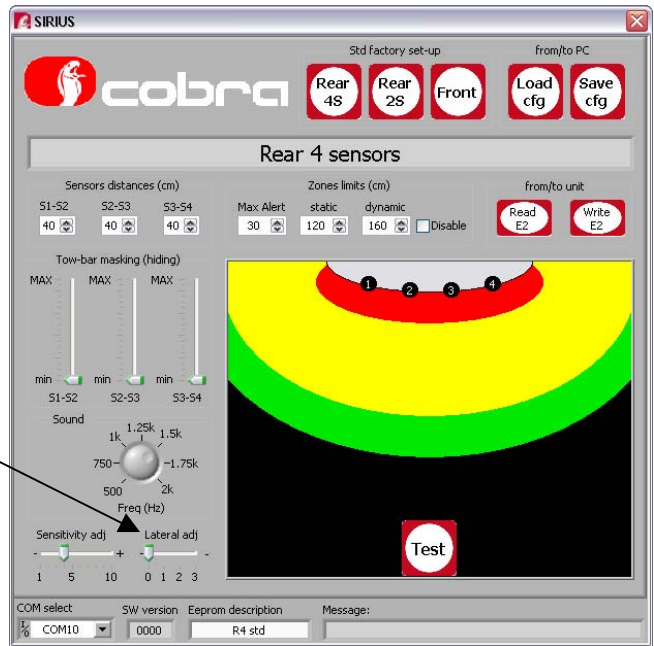 SIRIUS
cobra
Std factory set-up
Rear 4S
Rear 2S
Front
from/to PC
Load cfg
Save cfg
Rear 4 sensors
Sensors distances (cm)
S1-S2 S2-S3 S3-S4
40 40 40
Zones limits (cm)
Max Alert static dynamic
30 120 160 Disable
from/to unit
Read E2
Write E2
Tow-bar masking (hiding)
MAX MAX MAX
min min min
S1-S2 S2-S3 S3-S4
1 2 3 4
Sound
500 750 1k 1.25k 1.5k 1.75k 2k
Freq (Hz)
Sensitivity adj
- +
1 5 10
Lateral adj
- -
0 1 2 3
Test
COM select
I/O COM10
SW version
0000
Eeprom description
R4 std
Message: